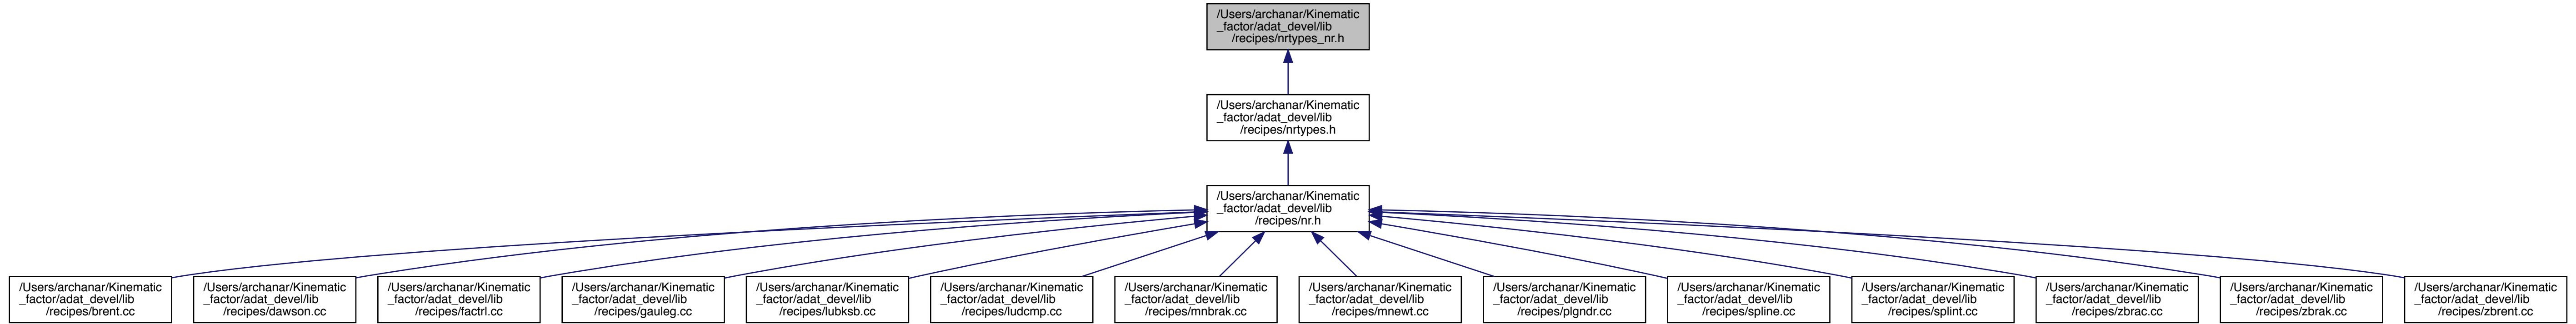 /Users/archanar/Kinematic
_factor/adat_devel/lib
/recipes/nrtypes_nr.h
/Users/archanar/Kinematic
_factor/adat_devel/lib
/recipes/nrtypes.h
/Users/archanar/Kinematic
_factor/adat_devel/lib
/recipes/nr.h
/Users/archanar/Kinematic
_factor/adat_devel/lib
/recipes/brent.cc
/Users/archanar/Kinematic
_factor/adat_devel/lib
/recipes/dawson.cc
/Users/archanar/Kinematic
_factor/adat_devel/lib
/recipes/factrl.cc
/Users/archanar/Kinematic
_factor/adat_devel/lib
/recipes/gauleg.cc
/Users/archanar/Kinematic
_factor/adat_devel/lib
/recipes/lubksb.cc
/Users/archanar/Kinematic
_factor/adat_devel/lib
/recipes/ludcmp.cc
/Users/archanar/Kinematic
_factor/adat_devel/lib
/recipes/mnbrak.cc
/Users/archanar/Kinematic
_factor/adat_devel/lib
/recipes/mnewt.cc
/Users/archanar/Kinematic
_factor/adat_devel/lib
/recipes/plgndr.cc
/Users/archanar/Kinematic
_factor/adat_devel/lib
/recipes/spline.cc
/Users/archanar/Kinematic
_factor/adat_devel/lib
/recipes/splint.cc
/Users/archanar/Kinematic
_factor/adat_devel/lib
/recipes/zbrac.cc
/Users/archanar/Kinematic
_factor/adat_devel/lib
/recipes/zbrak.cc
/Users/archanar/Kinematic
_factor/adat_devel/lib
/recipes/zbrent.cc